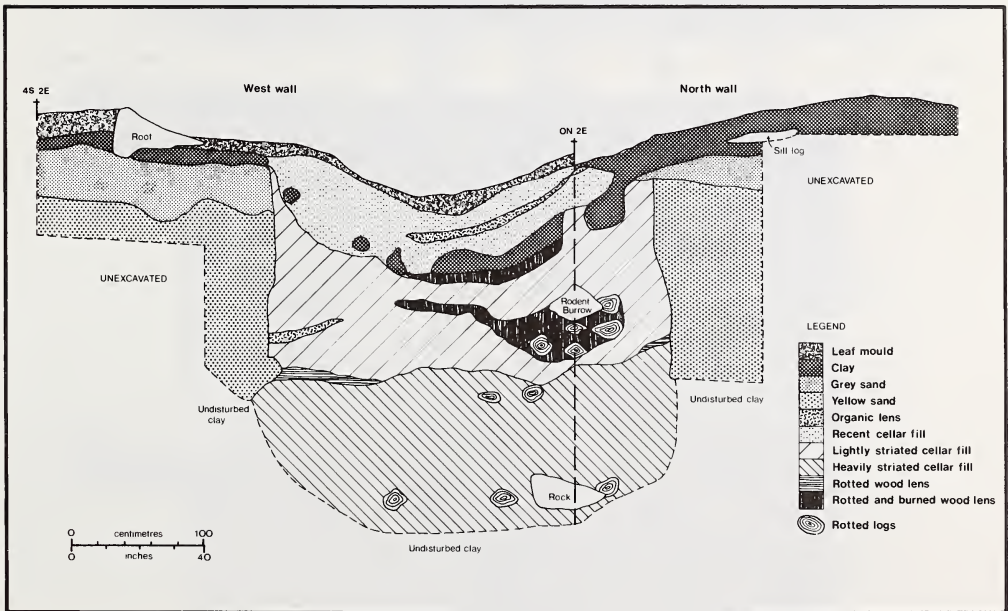 4S 2E
West wall
North wall
Root
ON 2E
Sill log
UNEXCAVATED
UNEXCAVATED
Rodent
Burrow
Undisturbed
clay
Undisturbed clay
Rock
Undisturbed clay
LEGEND
Leaf mould
Clay
Grey sand
Yellow sand
Organic lens
Recent cellar fill
Lightly striated cellar fill
Heavily striated cellar fill
Rotted wood lens
Rotted and burned wood lens
Rotted logs
0 centimetres 100
0 inches 40